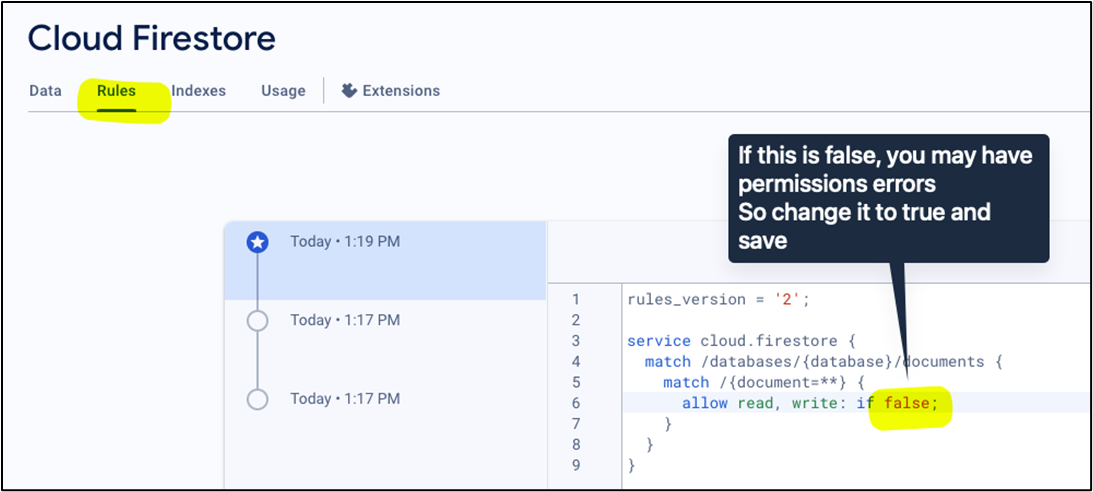 Cloud Firestore
Data Rules Indexes Usage Extensions
If this is false, you may have
permissions errors
So change it to true and
save
Today • 1:19 PM
Today • 1:17 PM
Today • 1:17 PM
1 rules_version = '2';
2
3 service cloud.firestore {
4 match /databases/{database}/documents {
5 match /{document=**} {
6 allow read, write: if false;
7 }
8 }
9 }